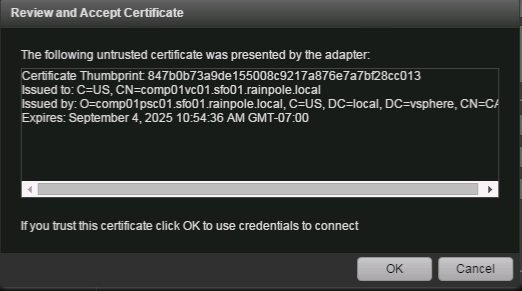 Review and Accept Certificate
The following untrusted certificate was presented by the adapter:
Certificate Thumbprint: 847b0b73a9de155008c9217a876e7a7bf28cc013
Issued to: C=US, CN=comp01vc01.sfo01.rainpole.local
Issued by: O=comp01psc01.sfo01.rainpole.local, C=US, DC=local, DC=vsphere, CN=CA
Expires: September 4, 2025 10:54:36 AM GMT-07:00
If you trust this certificate click OK to use credentials to connect
OK Cancel